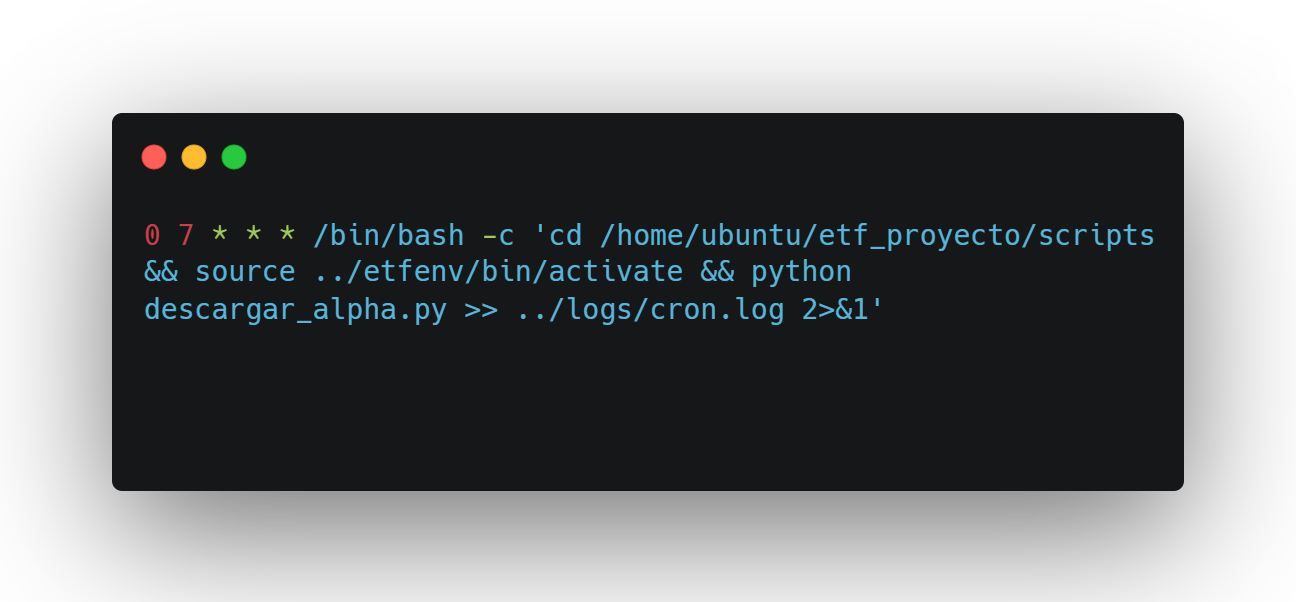 0 7 * * * /bin/bash -c 'cd /home/ubuntu/etf_proyecto/scripts
&& source ../etfenv/bin/activate && python
descargar_alpha.py >> ../logs/cron.log 2>&1'